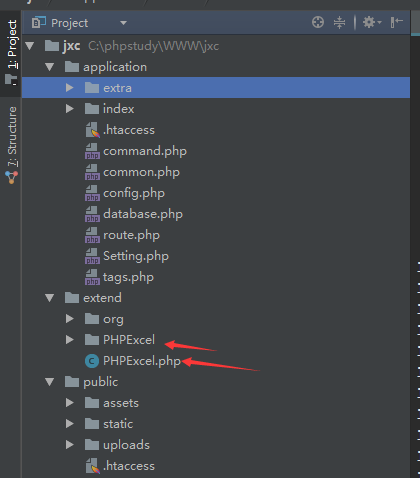 1: Project
7: Structure
Project
jxc C:\phpstudy\WWW\jxc
application
extra
index
.htaccess
command.php
common.php
config.php
database.php
route.php
Setting.php
tags.php
extend
org
PHPExcel
PHPExcel.php
public
assets
static
uploads
.htaccess